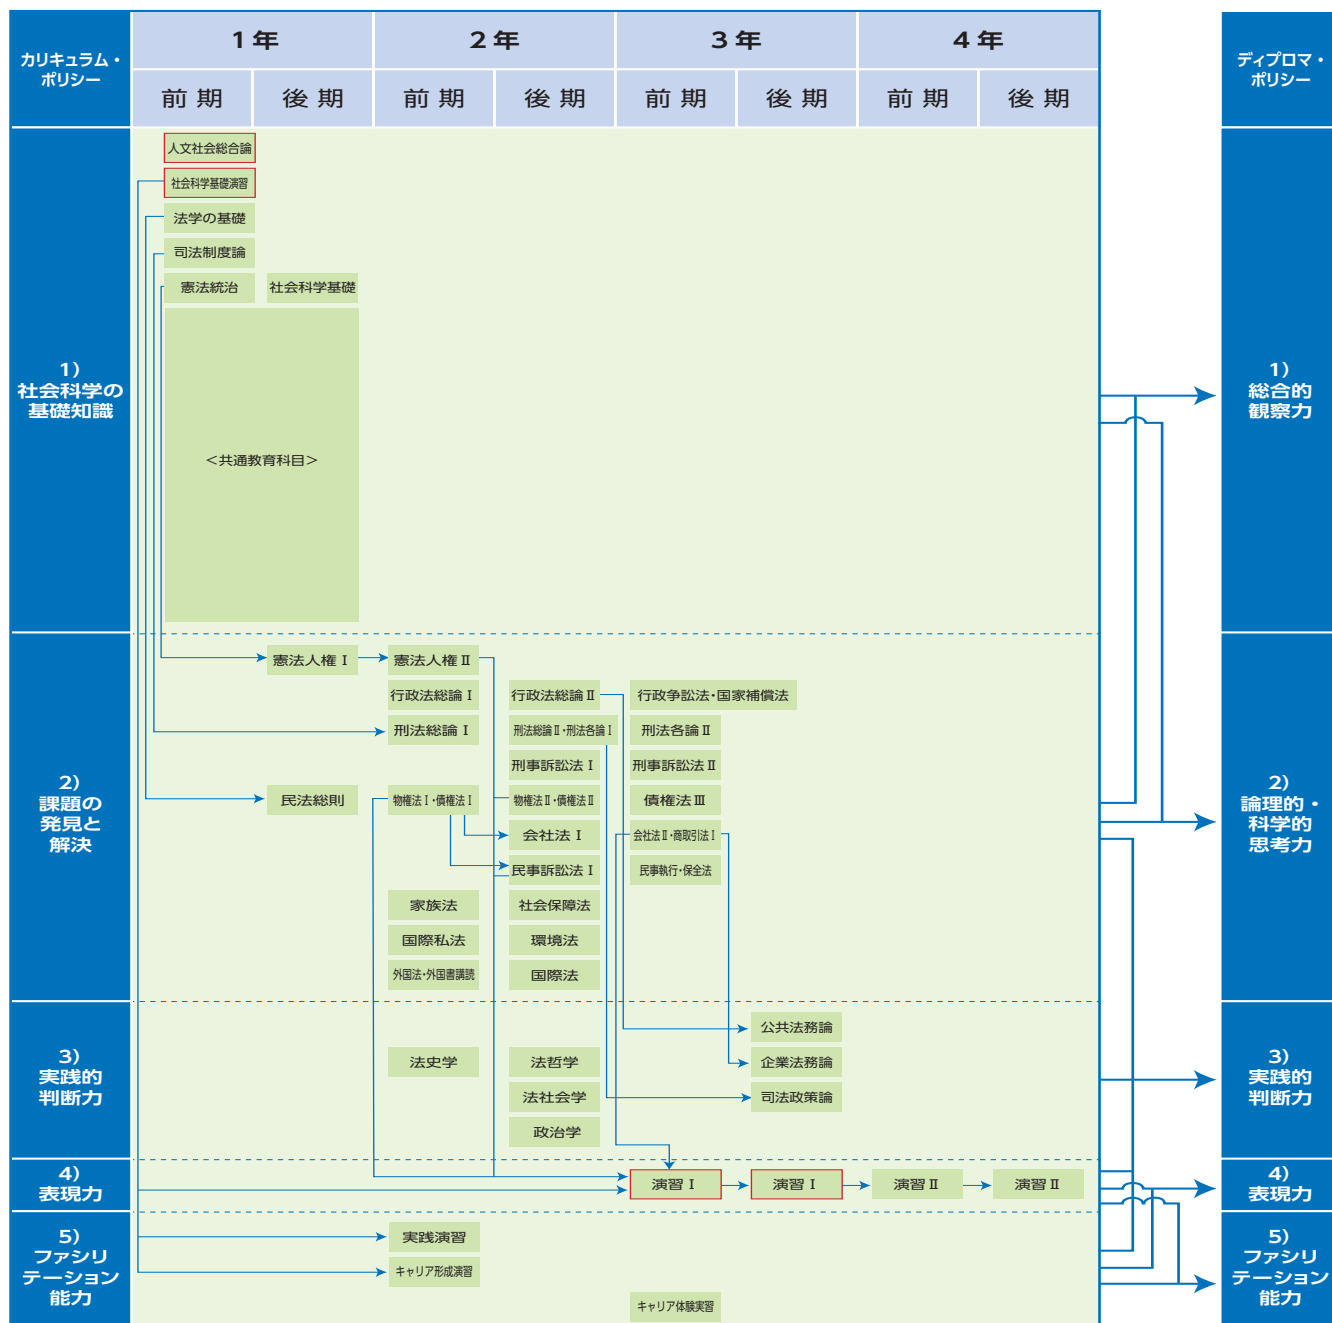 カリキュラム・
ポリシー
1年
2年
3年
4年
ディプロマ・
ポリシー
前期
後期
前期
後期
前期
後期
前期
後期
1)
社会科学の
基礎知識
人文社会総合論
社会科学基礎演習
法学の基礎
司法制度論
憲法統治
社会科学基礎
<共通教育科目>
1)
総合的
観察力
2)
課題の
発見と
解決
憲法人権Ⅰ
憲法人権Ⅱ
行政法総論Ⅰ
行政法総論Ⅱ
行政争訟法・国家補償法
刑法総論Ⅰ
刑法総論Ⅱ・刑法各論Ⅰ
刑法各論Ⅱ
刑事訴訟法Ⅰ
刑事訴訟法Ⅱ
民法総則
物権法Ⅰ・債権法Ⅰ
物権法Ⅱ・債権法Ⅱ
債権法Ⅲ
会社法Ⅰ
会社法Ⅱ・商取引法Ⅰ
民事訴訟法Ⅰ
民事執行・保全法
家族法
社会保障法
国際私法
環境法
外国法・外国書講読
国際法
2)
論理的・
科学的
思考力
3)
実践的
判断力
公共法務論
法史学
法哲学
企業法務論
法社会学
司法政策論
政治学
3)
実践的
判断力
4)
表現力
演習Ⅰ
演習Ⅰ
演習Ⅱ
演習Ⅱ
4)
表現力
5)
ファシリ
テーション
能力
実践演習
キャリア形成演習
キャリア体験実習
5)
ファシリ
テーション
能力